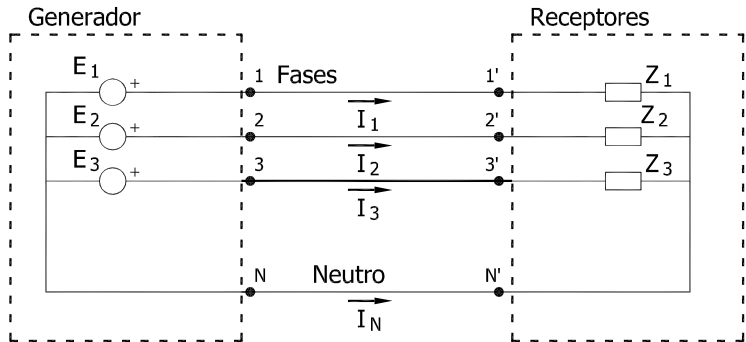 Generador Receptores
E1 + 1 Fases 1' Z1
I1
E2 + 2 2' Z2
I2
E3 + 3 3' Z3
I3
N Neutro N'
IN